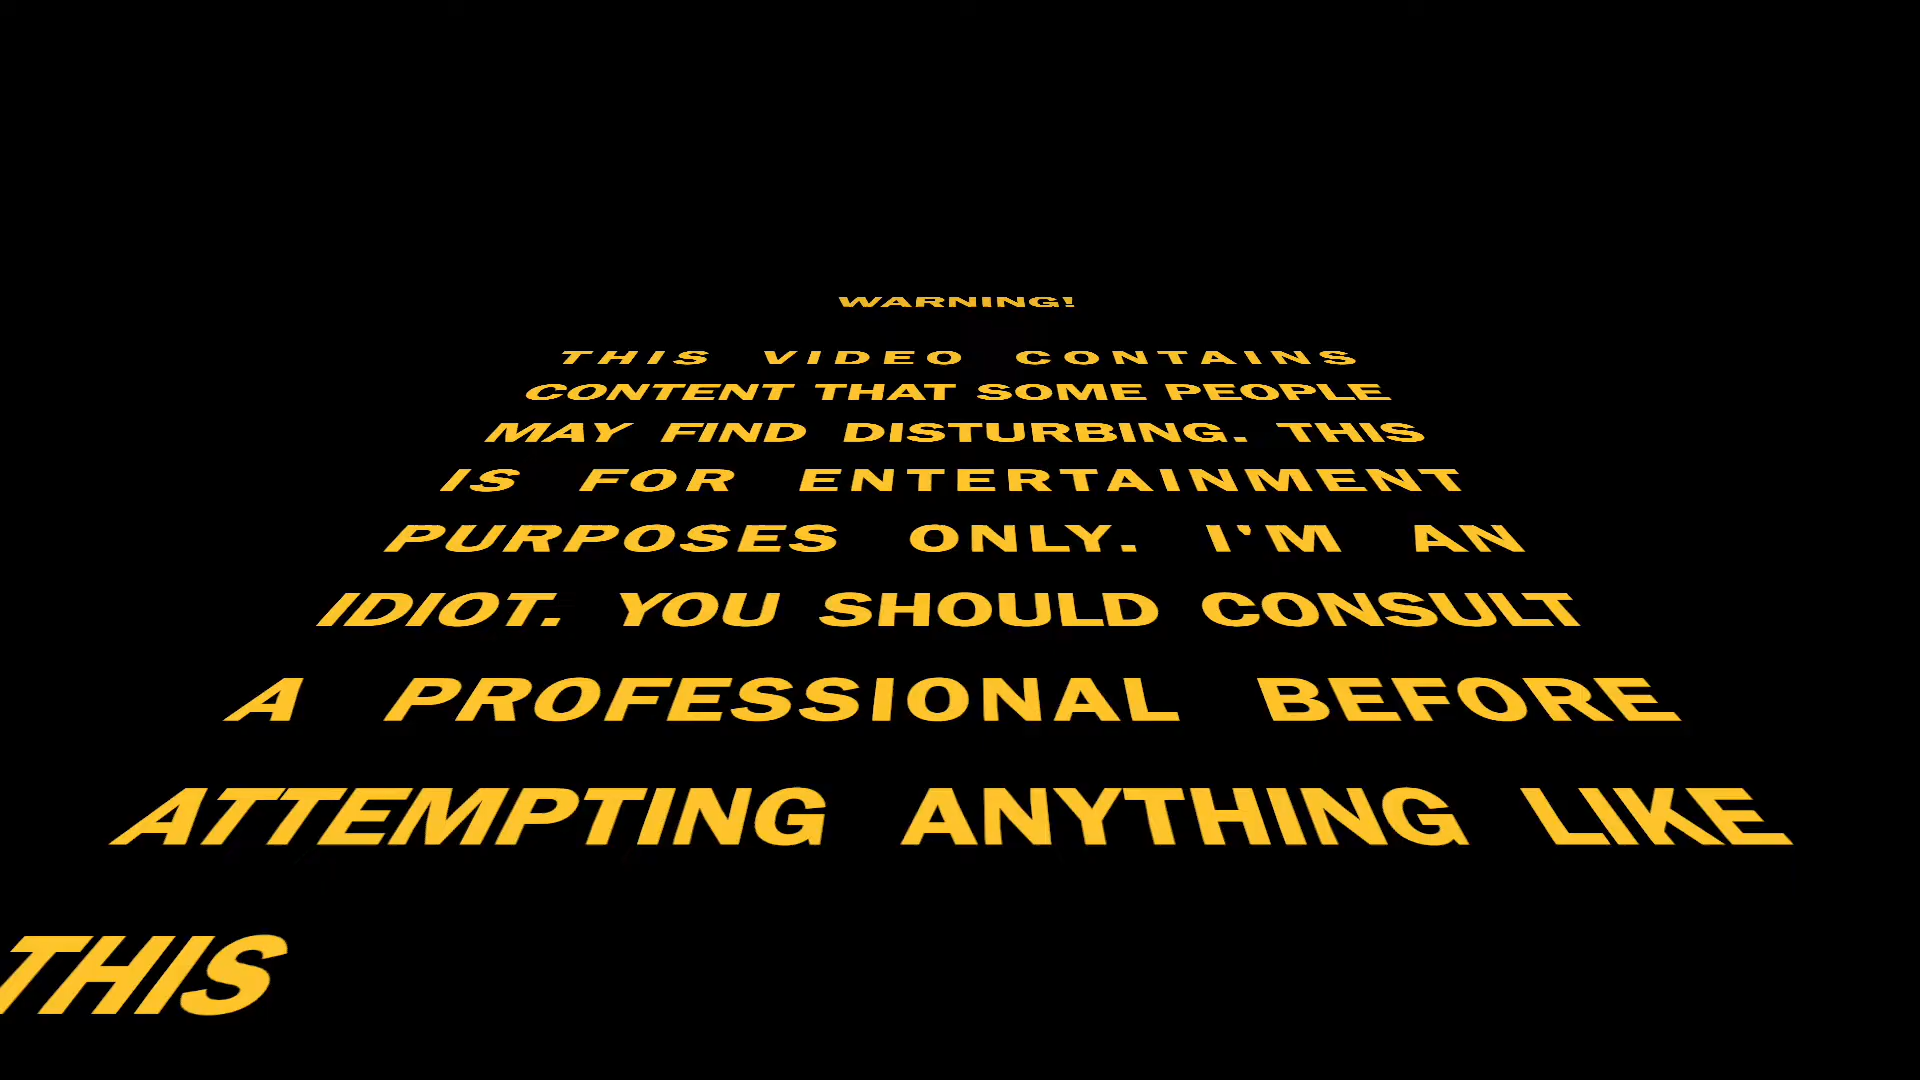 WARNING!
THIS VIDEO CONTAINS
CONTENT THAT SOME PEOPLE
MAY FIND DISTURBING. THIS
IS FOR ENTERTAINMENT
PURPOSES ONLY. I'M AN
IDIOT. YOU SHOULD CONSULT
A PROFESSIONAL BEFORE
ATTEMPTING ANYTHING LIKE
THIS